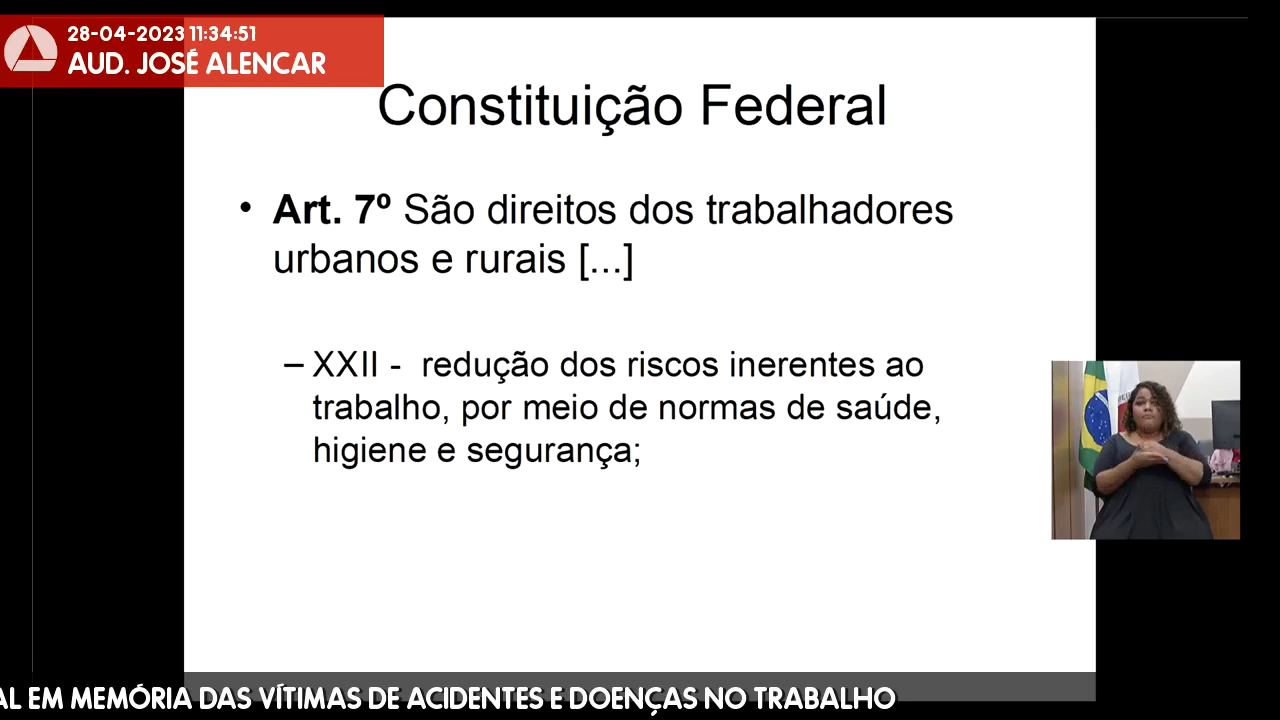 28-04-2023 11:34:51
AUD. JOSÉ ALENCAR
Constituição Federal
• Art. 7º São direitos dos trabalhadores
urbanos e rurais [...]
– XXII - redução dos riscos inerentes ao
trabalho, por meio de normas de saúde,
higiene e segurança;
AL EM MEMÓRIA DAS VÍTIMAS DE ACIDENTES E DOENÇAS NO TRABALHO